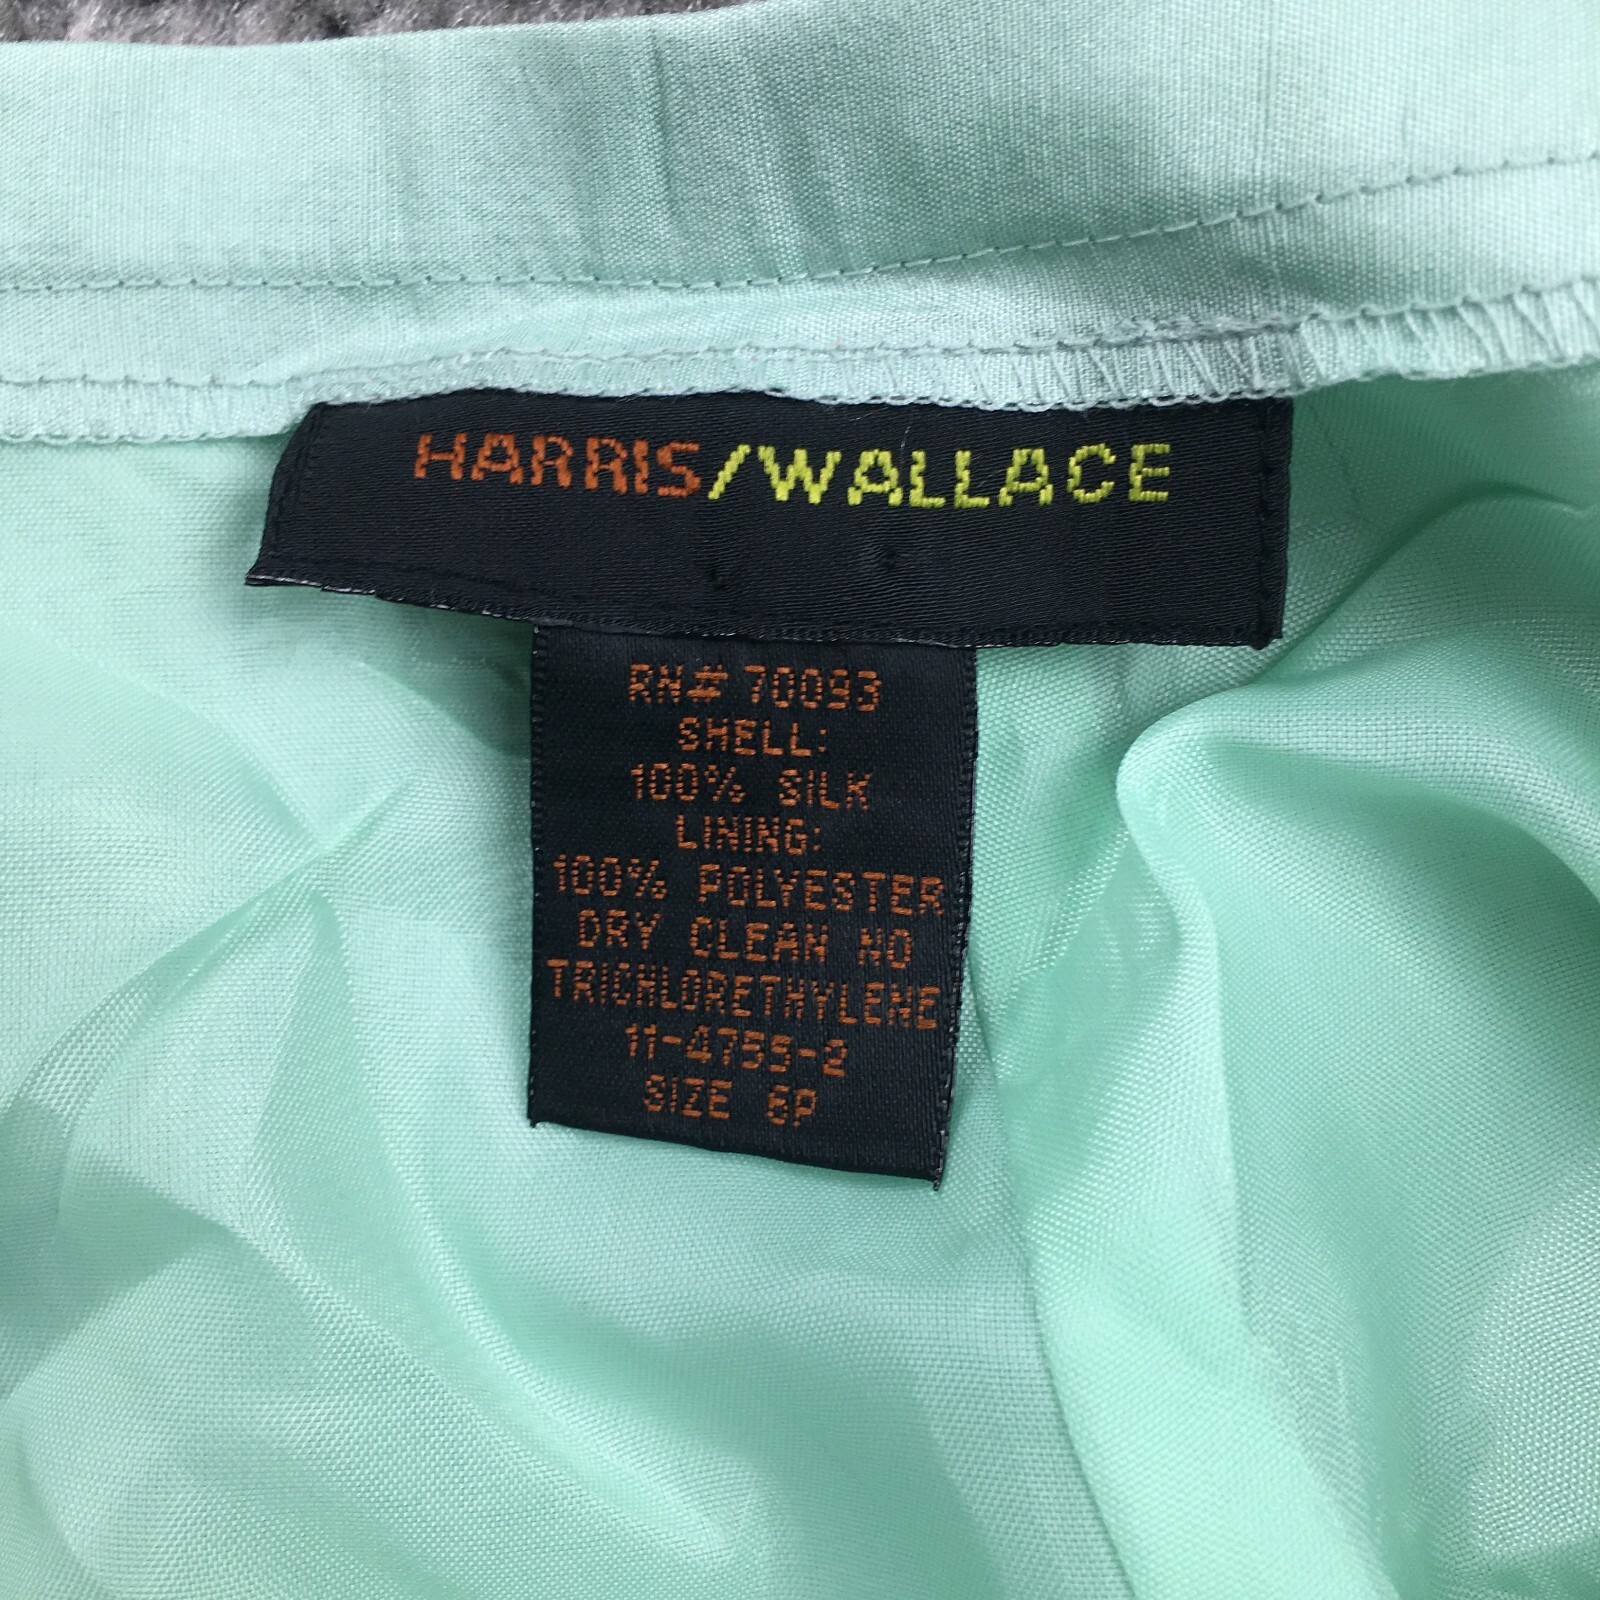 HARRIS/WALLACE
RN# 70093
SHELL:
100% SILK
LINING:
100% POLYESTER
DRY CLEAN NO
TRICHLORETHYLENE
11-4755-2
SIZE 6P